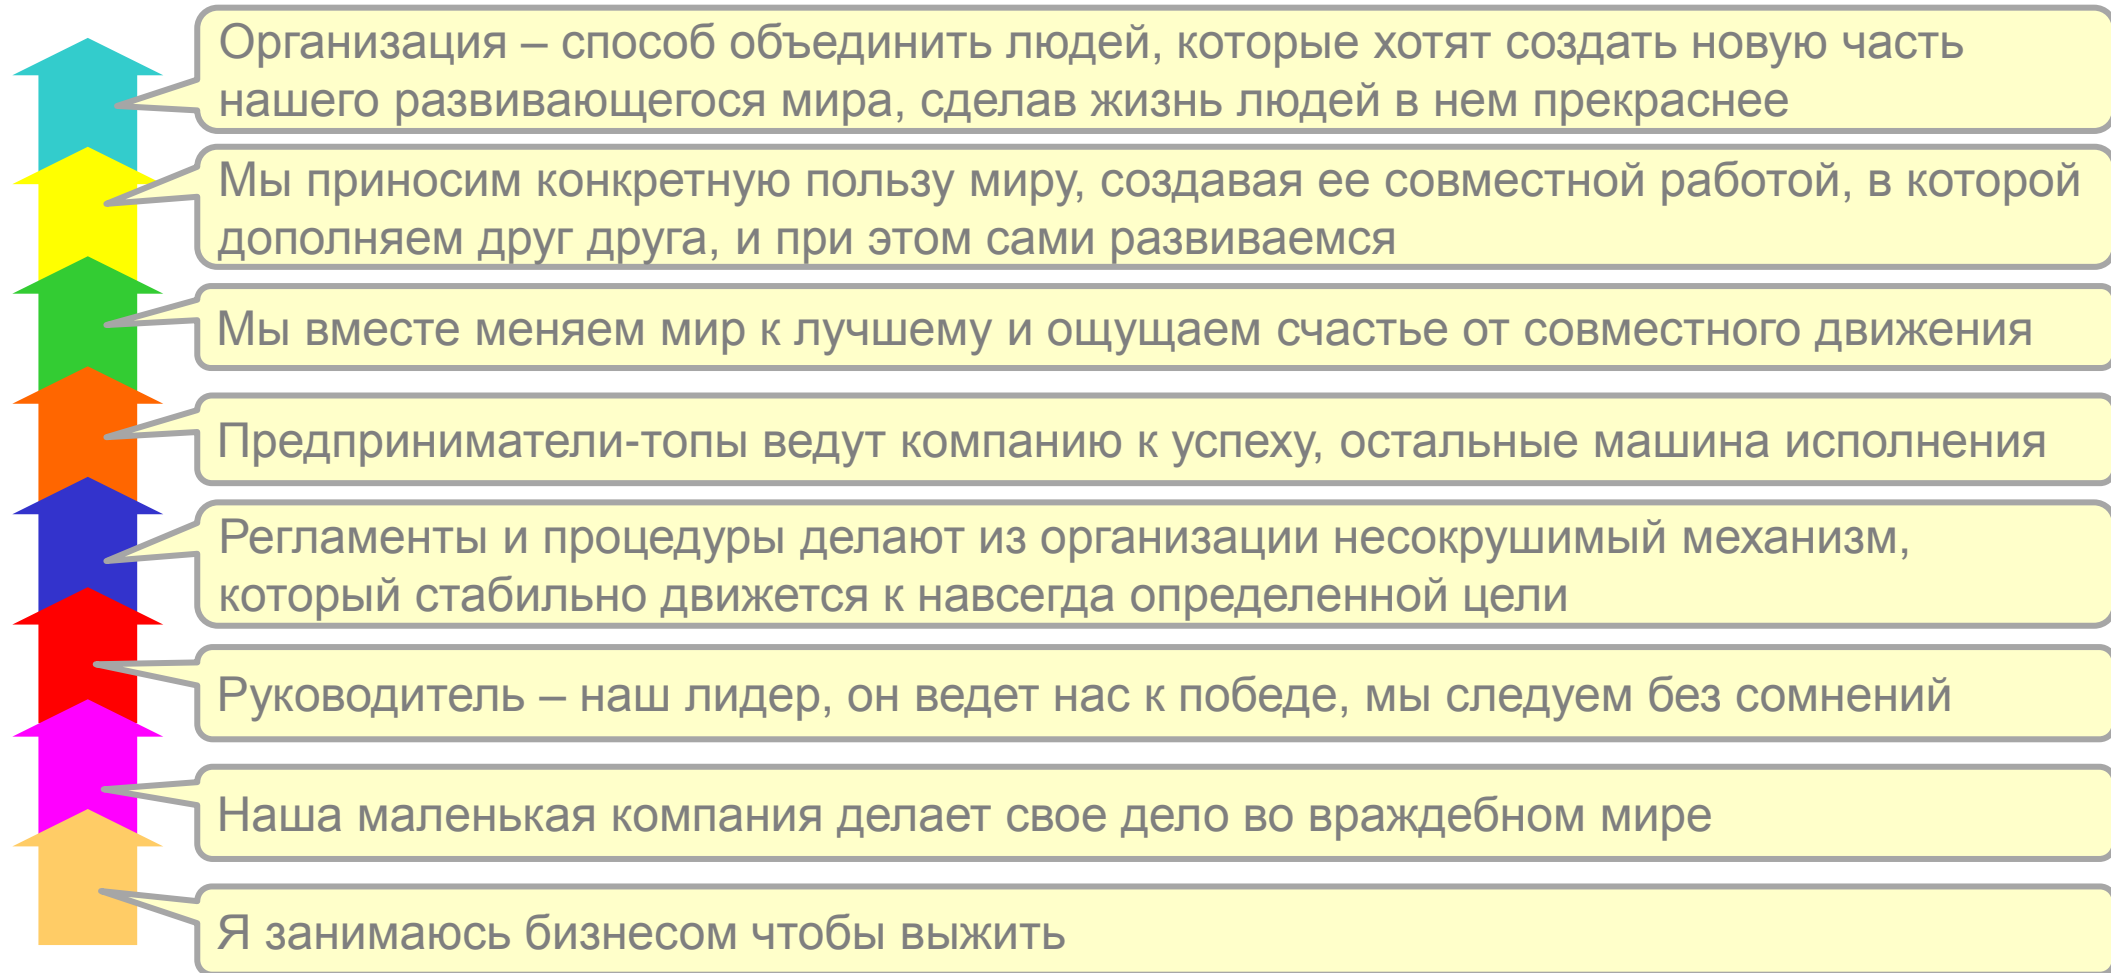 Организация – способ объединить людей, которые хотят создать новую часть
нашего развивающегося мира, сделав жизнь людей в нем прекраснее
Мы приносим конкретную пользу миру, создавая ее совместной работой, в которой
дополняем друг друга, и при этом сами развиваемся
Мы вместе меняем мир к лучшему и ощущаем счастье от совместного движения
Предприниматели-топы ведут компанию к успеху, остальные машина исполнения
Регламенты и процедуры делают из организации несокрушимый механизм,
который стабильно движется к навсегда определенной цели
Руководитель – наш лидер, он ведет нас к победе, мы следуем без сомнений
Наша маленькая компания делает свое дело во враждебном мире
Я занимаюсь бизнесом чтобы выжить